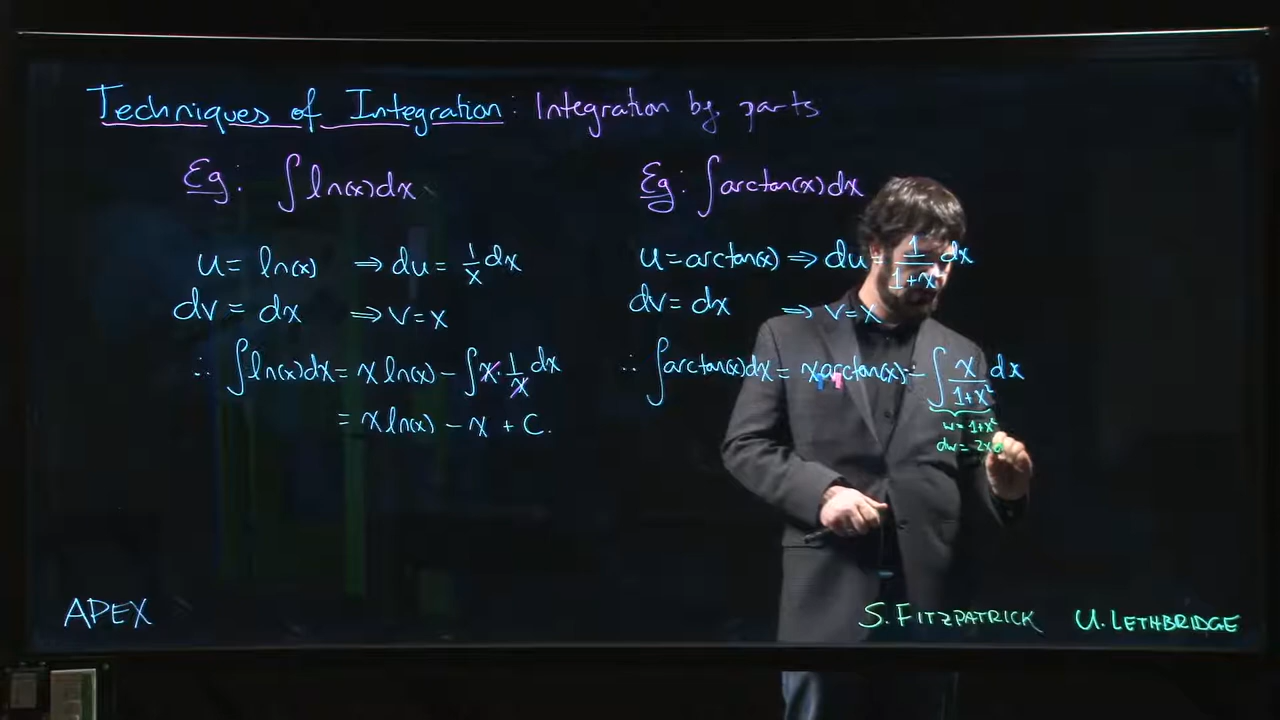 Techniques of Integration: Integration by parts
Eg: ∫ln(x)dx
u = ln(x) ⇒ du = 1/x dx
dv = dx ⇒ v = x
∴ ∫ln(x)dx = x ln(x) - ∫x · 1/x dx
= x ln(x) - x + C.
Eg: ∫arctan(x)dx
u = arctan(x) ⇒ du = 1/(1+x²) dx
dv = dx ⇒ v = x
∴ ∫arctan(x)dx = x arctan(x) - ∫ x/(1+x²) dx
w = 1+x²
dw = 2x
APEX
S. FITZPATRICK U. LETHBRIDGE